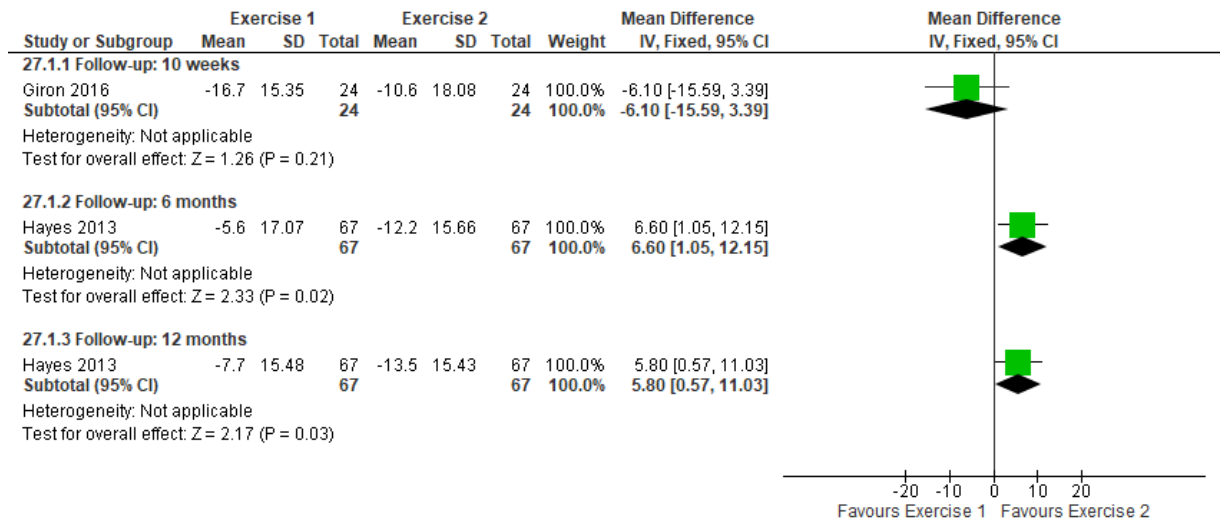 Exercise 1 Exercise 2 Mean Difference Mean Difference
Study or Subgroup Mean SD Total Mean SD Total Weight IV, Fixed, 95% CI IV, Fixed, 95% CI
27.1.1 Follow-up: 10 weeks
Giron 2016 -16.7 15.35 24 -10.6 18.08 24 100.0% -6.10 [-15.59, 3.39]
Subtotal (95% CI) 24 24 100.0% -6.10 [-15.59, 3.39]
Heterogeneity: Not applicable
Test for overall effect: Z = 1.26 (P = 0.21)
27.1.2 Follow-up: 6 months
Hayes 2013 -5.6 17.07 67 -12.2 15.66 67 100.0% 6.60 [1.05, 12.15]
Subtotal (95% CI) 67 67 100.0% 6.60 [1.05, 12.15]
Heterogeneity: Not applicable
Test for overall effect: Z = 2.33 (P = 0.02)
27.1.3 Follow-up: 12 months
Hayes 2013 -7.7 15.48 67 -13.5 15.43 67 100.0% 5.80 [0.57, 11.03]
Subtotal (95% CI) 67 67 100.0% 5.80 [0.57, 11.03]
Heterogeneity: Not applicable
Test for overall effect: Z = 2.17 (P = 0.03)
-20 -10 0 10 20
Favours Exercise 1 Favours Exercise 2